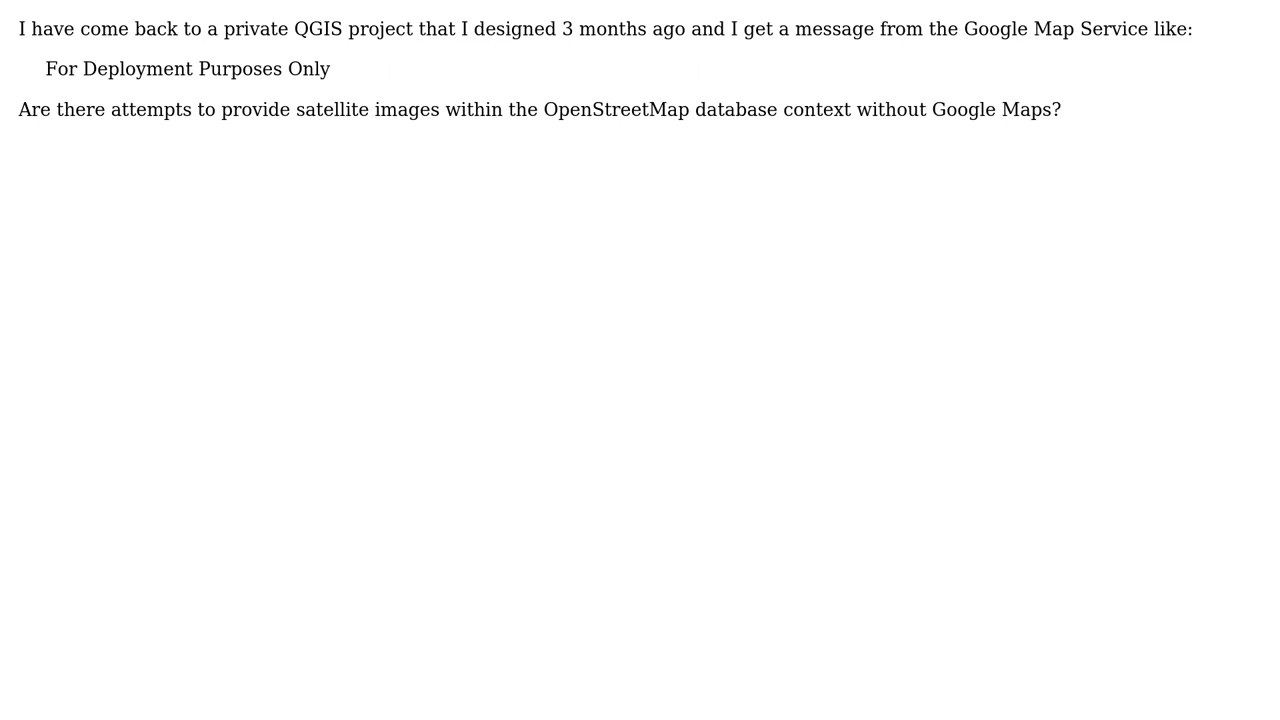 I have come back to a private QGIS project that I designed 3 months ago and I get a message from the Google Map Service like:
For Deployment Purposes Only
Are there attempts to provide satellite images within the OpenStreetMap database context without Google Maps?